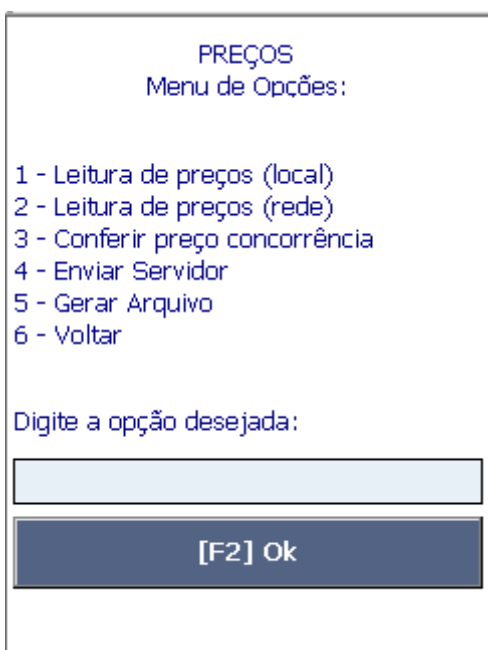 PREÇOS
Menu de Opções:
1 - Leitura de preços (local)
2 - Leitura de preços (rede)
3 - Conferir preço concorrência
4 - Enviar Servidor
5 - Gerar Arquivo
6 - Voltar
Digite a opção desejada:
[F2] Ok